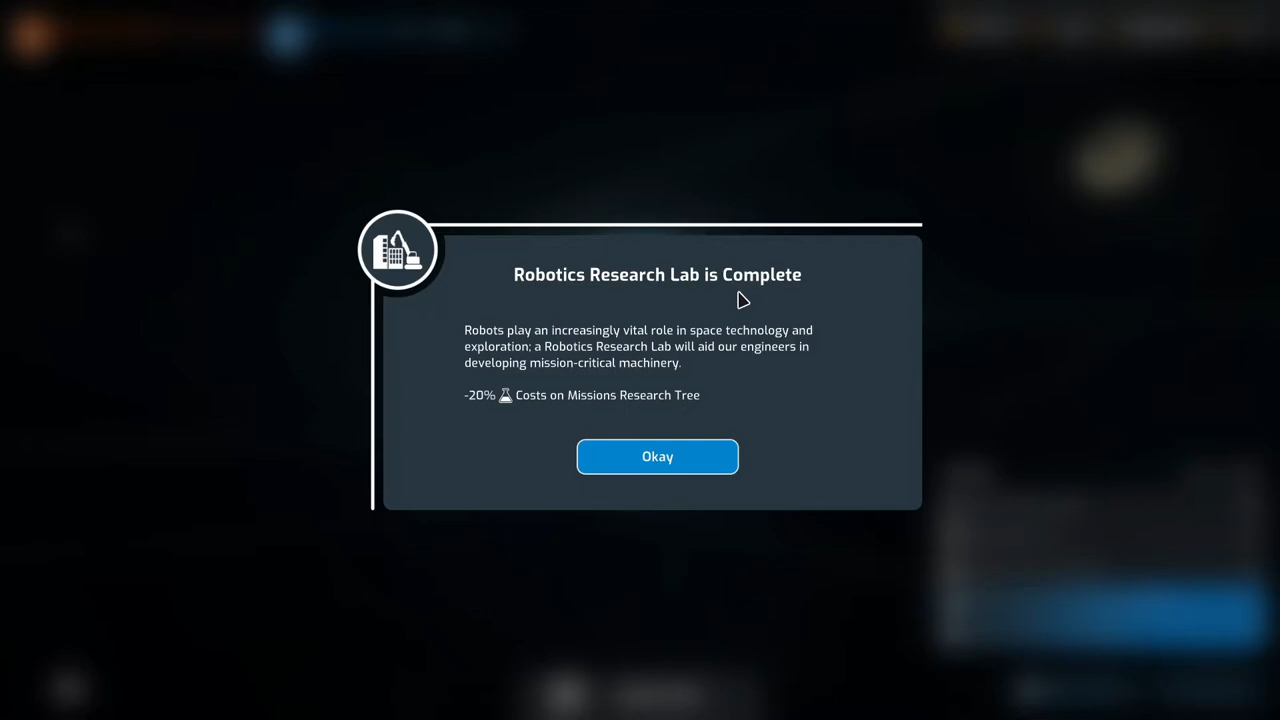 Robotics Research Lab is Complete
Robots play an increasingly vital role in space technology and
exploration; a Robotics Research Lab will aid our engineers in
developing mission-critical machinery.
-20% Costs on Missions Research Tree
Okay